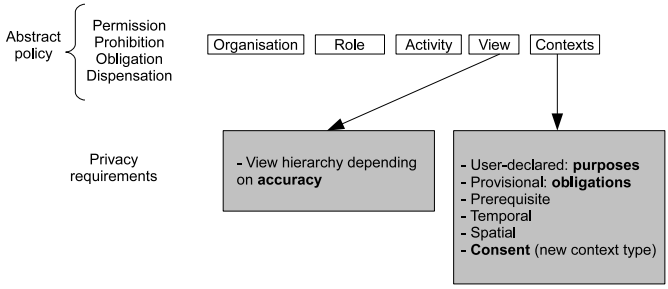 Abstract
policy
Permission
Prohibition
Obligation
Dispensation
Organisation
Role
Activity
View
Contexts
Privacy
requirements
- View hierarchy depending
on accuracy
- User-declared: purposes
- Provisional: obligations
- Prerequisite
- Temporal
- Spatial
- Consent (new context type)